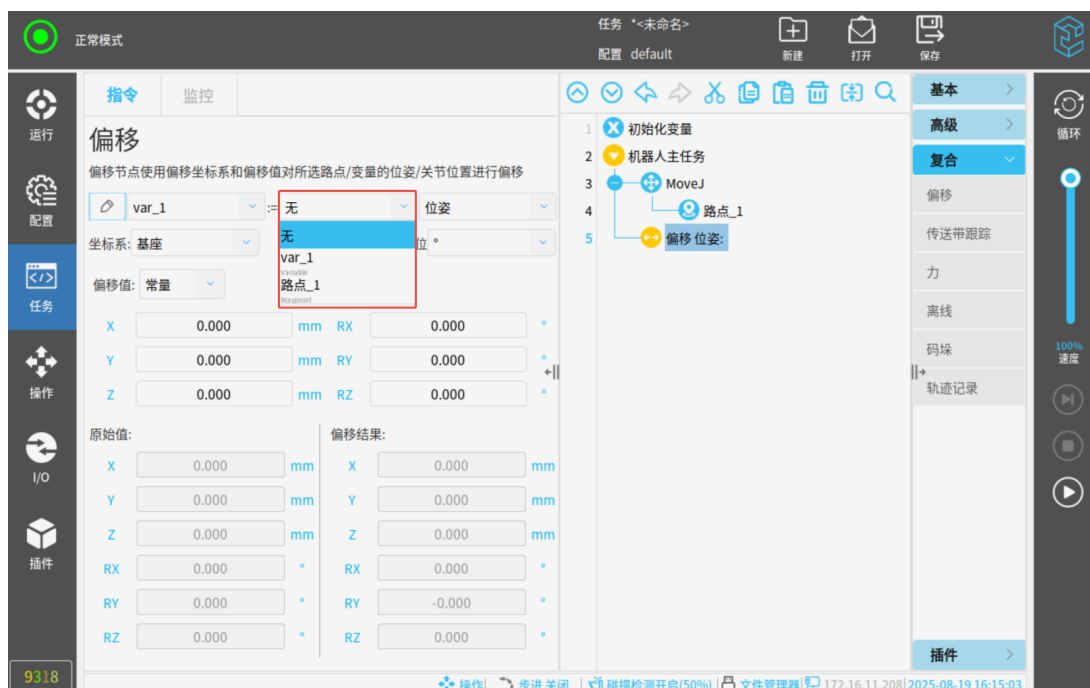 正常模式
任务 *<未命名>
配置 default
新建
打开
保存
运行
配置
任务
操作
I/O
插件
9318
指令 监控
偏移
偏移节点使用偏移坐标系和偏移值对所选路点/变量的位姿/关节位置进行偏移
var_1 := 无 位姿
坐标系: 基座 位 °
无
var_1
Variable
路点_1
Waypoint
偏移值: 常量
X 0.000 mm RX 0.000 °
Y 0.000 mm RY 0.000 °
Z 0.000 mm RZ 0.000 °
原始值: 偏移结果:
X 0.000 mm X 0.000 mm
Y 0.000 mm Y 0.000 mm
Z 0.000 mm Z 0.000 mm
RX 0.000 ° RX 0.000 °
RY 0.000 ° RY -0.000 °
RZ 0.000 ° RZ 0.000 °
1 初始化变量
2 机器人主任务
3 MoveJ
4 路点_1
5 偏移 位姿:
基本
高级
复合
偏移
传送带跟踪
力
离线
码垛
轨迹记录
插件
循环
100%
速度
操作 步进 关闭 碰撞检测开启(50%) 文件管理器 172.16.11.208 2025-08-19 16:15:03